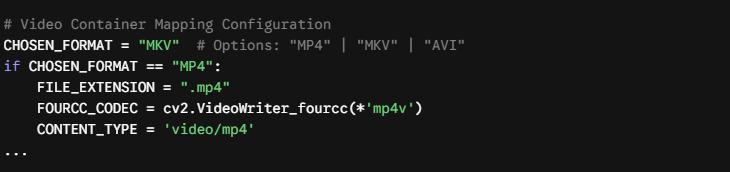 # Video Container Mapping Configuration
CHOSEN_FORMAT = "MKV"  # Options: "MP4" | "MKV" | "AVI"
if CHOSEN_FORMAT == "MP4":
    FILE_EXTENSION = ".mp4"
    FOURCC_CODEC = cv2.VideoWriter_fourcc(*'mp4v')
    CONTENT_TYPE = 'video/mp4'
...